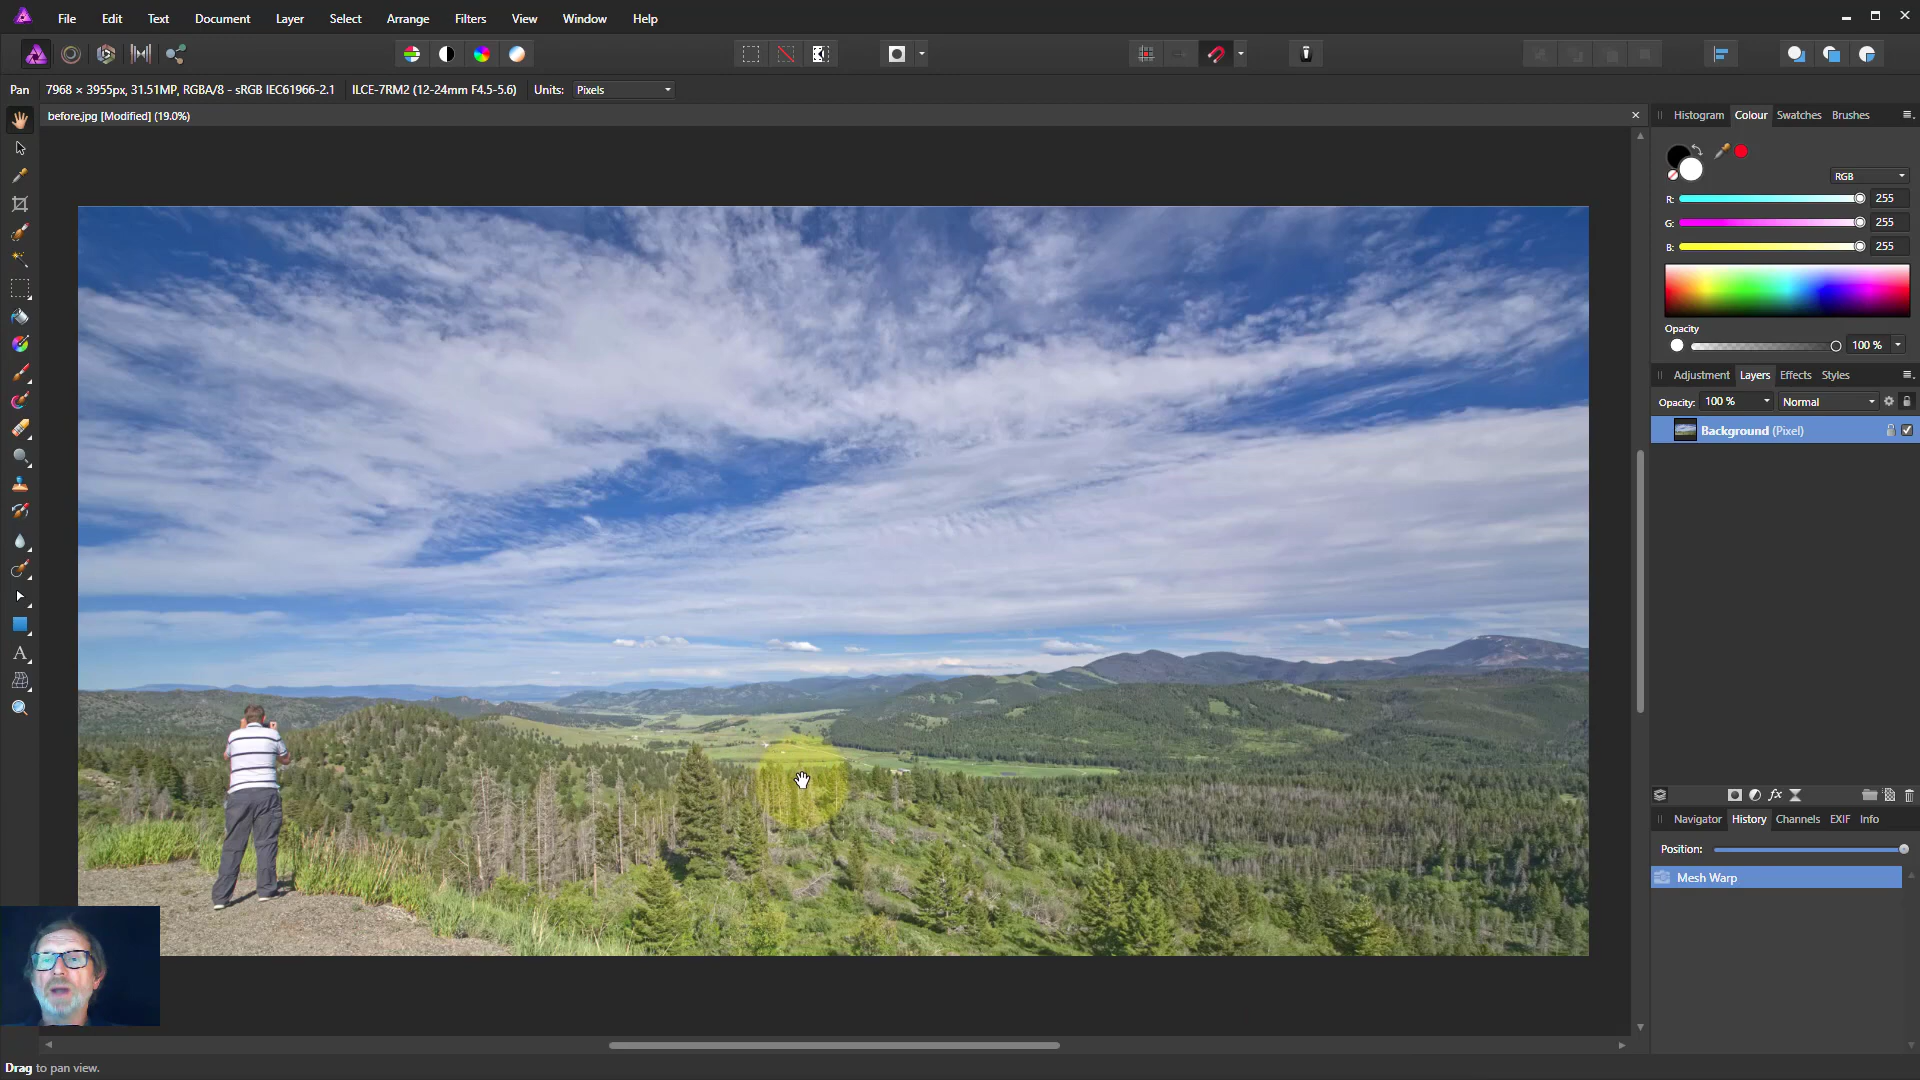 File Edit Text Document Layer Select Arrange Filters View Window Help
Pan 7968 × 3955px, 31.51MP, RGBA/8 - sRGB IEC61966-2.1 ILCE-7RM2 (12-24mm F4.5-5.6) Units: Pixels
before.jpg [Modified] (19.0%)
Histogram Colour Swatches Brushes
RGB
R: 255
G: 255
B: 255
Opacity
100 %
Adjustment Layers Effects Styles
Opacity: 100 % Normal
Background (Pixel)
fx
Navigator History Channels EXIF Info
Position:
Mesh Warp
Drag to pan view.